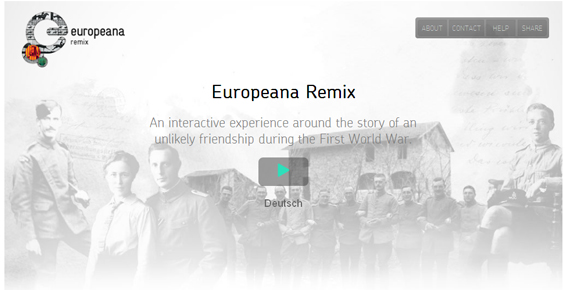 europeana
remix
ABOUT CONTACT HELP SHARE
Europeana Remix
An interactive experience around the story of an
unlikely friendship during the First World War.
Deutsch